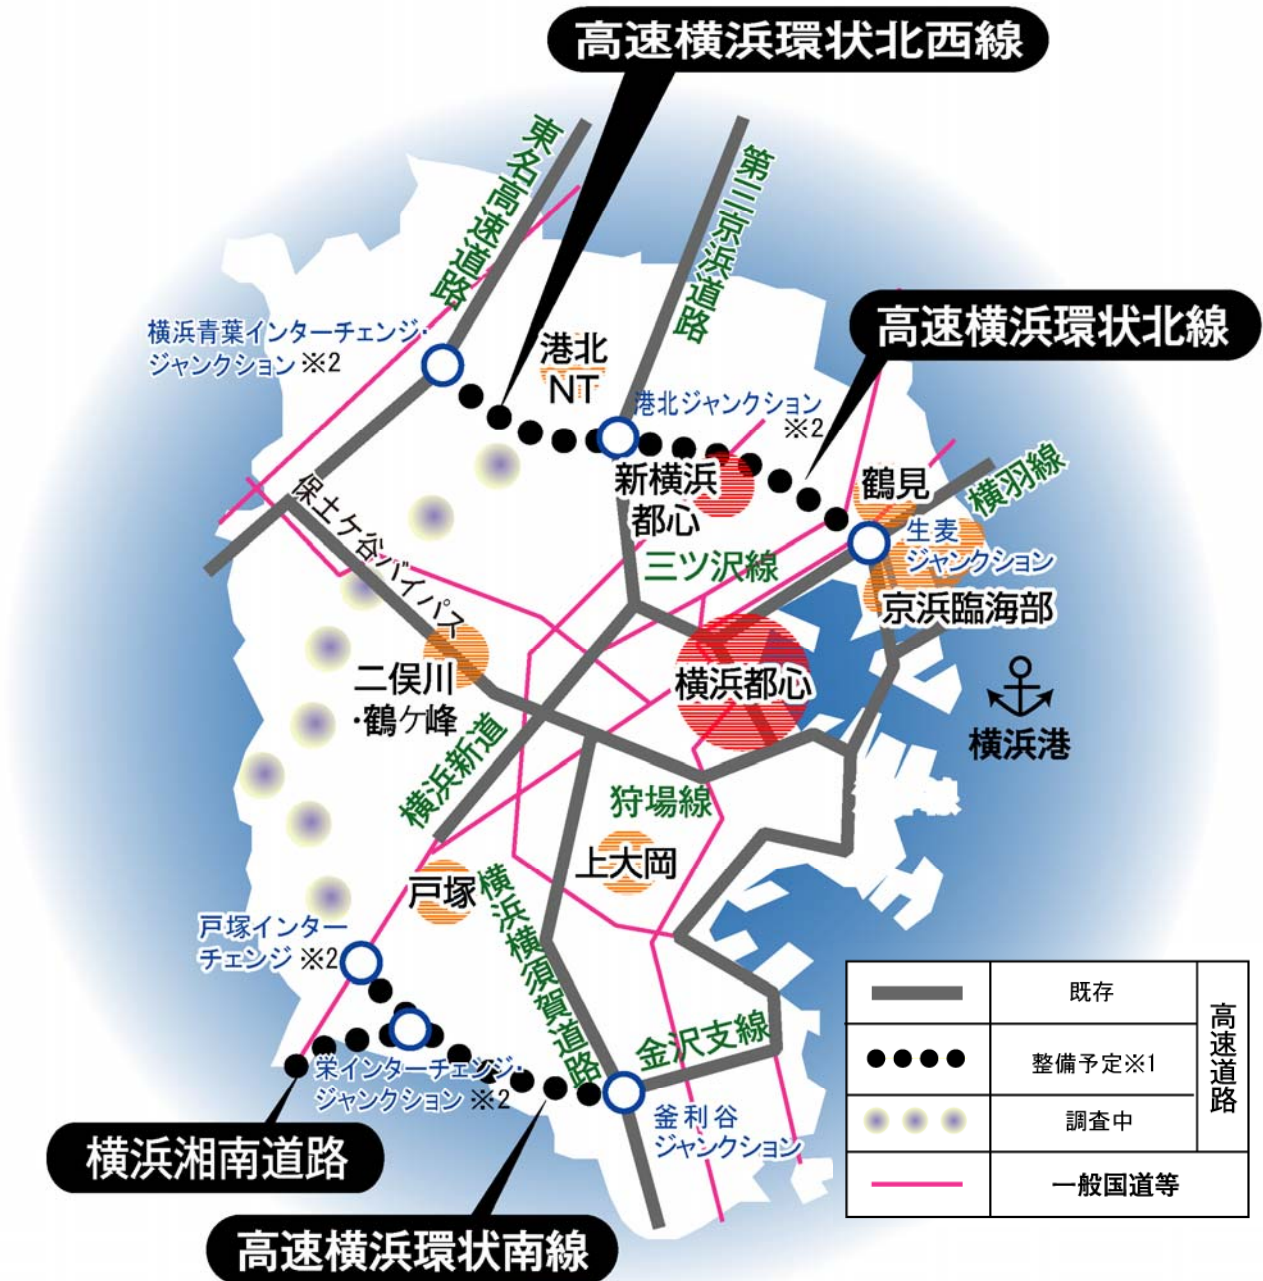 高速横浜環状北西線
東名高速道路
第三京浜道路
高速横浜環状北線
横浜青葉インターチェンジ・
ジャンクション※2
港北
NT
港北ジャンクション
※2
新横浜
都心
鶴見
横羽線
生麦
ジャンクション
保土ケ谷バイパス
三ツ沢線
京浜臨海部
二俣川
・鶴ケ峰
横浜都心
横浜港
横浜新道
狩場線
上大岡
戸塚
横浜横須賀道路
戸塚インター
チェンジ※2
金沢支線
栄インターチェンジ・
ジャンクション※2
釜利谷
ジャンクション
横浜湘南道路
高速横浜環状南線
既存
整備予定※1
調査中
高速道路
一般国道等